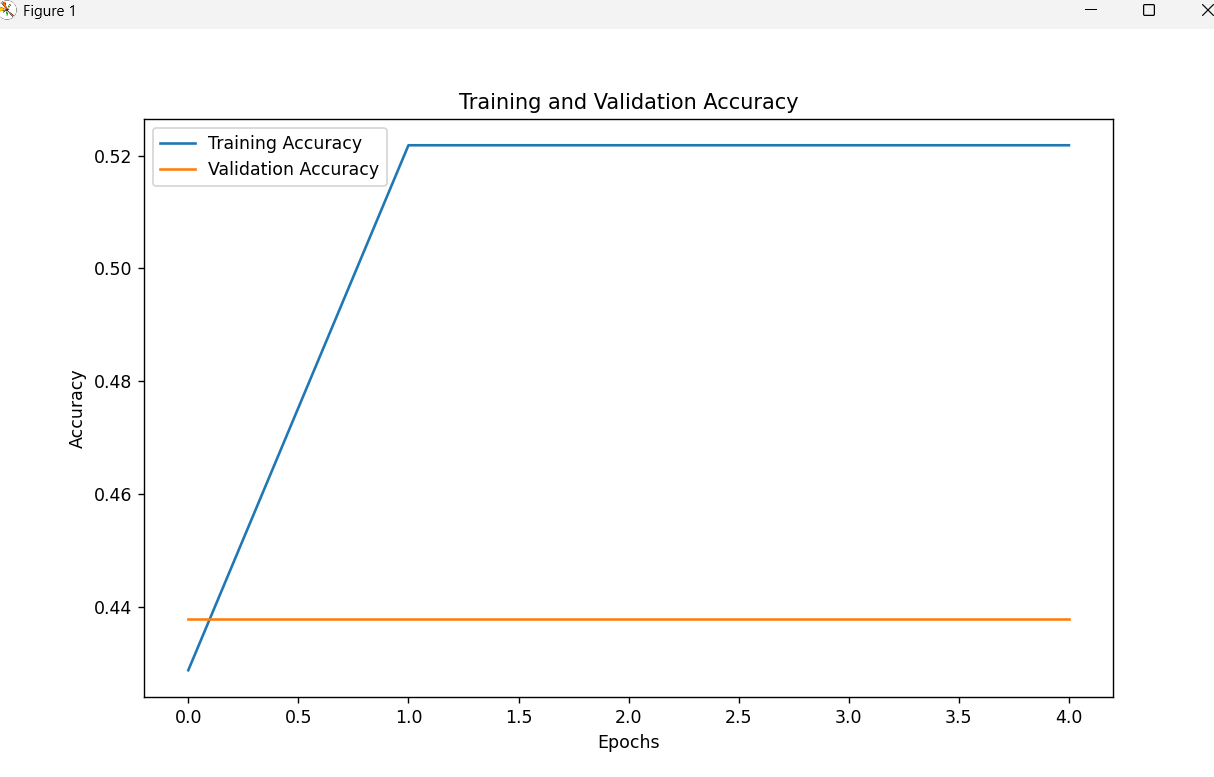 Figure 1
Training and Validation Accuracy
Training Accuracy
Validation Accuracy
0.52
0.50
0.48
0.46
0.44
Accuracy
0.0 0.5 1.0 1.5 2.0 2.5 3.0 3.5 4.0
Epochs